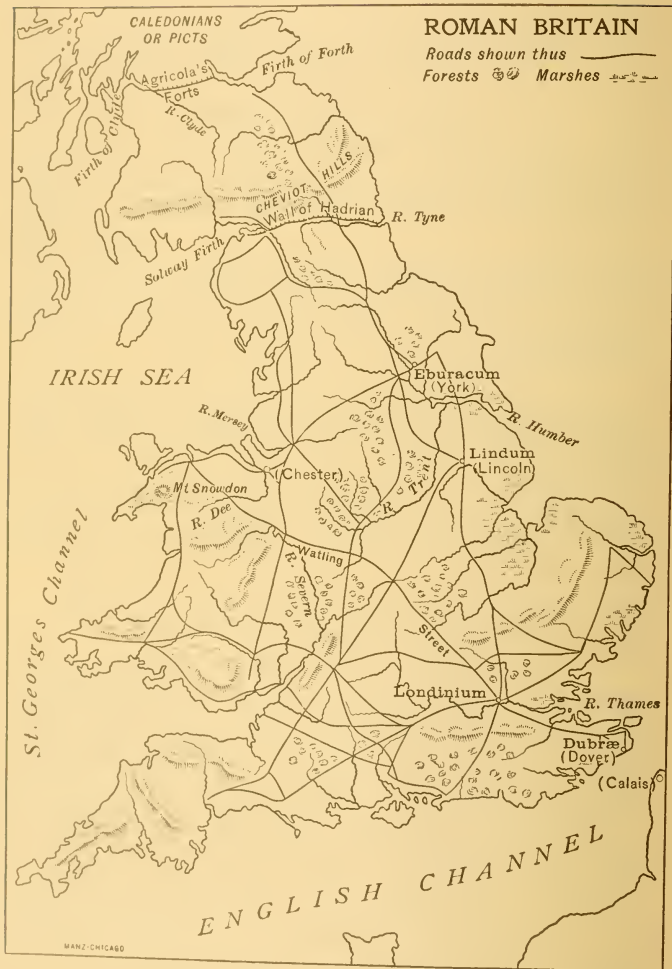 ROMAN BRITAIN
Roads shown thus
Forests Marshes
CALEDONIANS
OR PICTS
Firth of Forth
Agricola's
Forts
R. Clyde
Firth of Clyde
CHEVIOT HILLS
Wall of Hadrian
R. Tyne
Solway Firth
IRISH SEA
Eburacum
(York)
R. Humber
R. Mersey
Lindum
(Lincoln)
(Chester)
R. Trent
Mt Snowdon
R. Dee
Watling
R. Severn
Street
St. Georges Channel
Londinium
R. Thames
Dubræ
(Dover)
(Calais)
ENGLISH CHANNEL
MANZ-CHICAGO